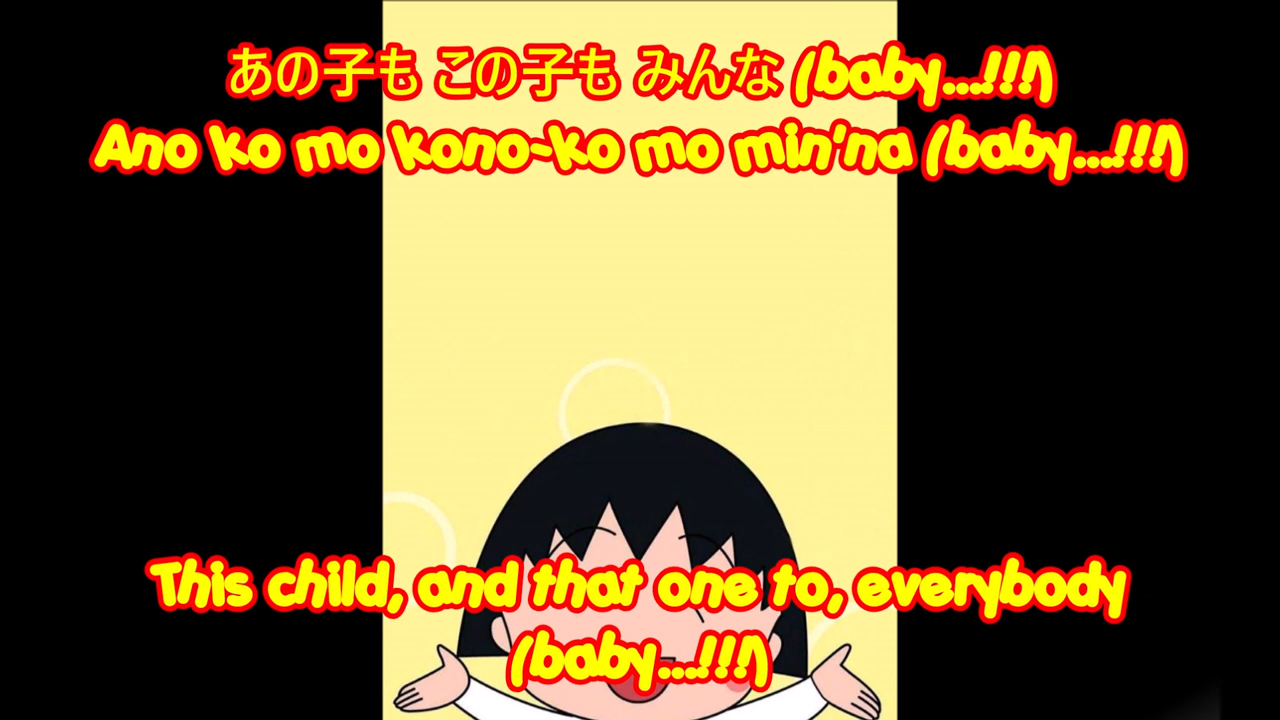 あの子も この子も みんな (baby....!!!)
Ano ko mo kono-ko mo min'na (baby....!!!)
This child, and that one to, everybody
(baby....!!!)